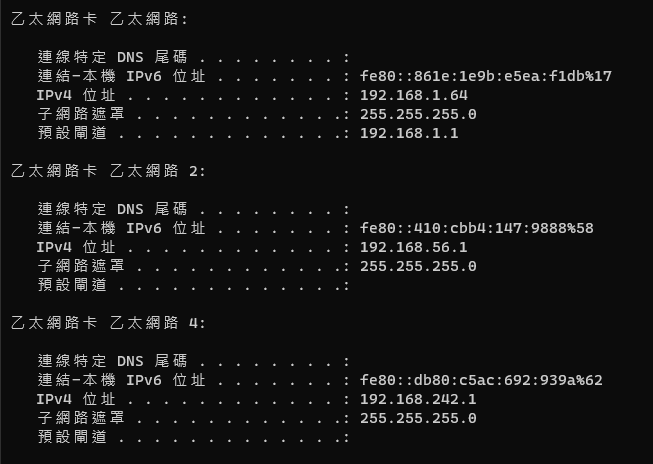 乙太網路卡 乙太網路:
連線特定 DNS 尾碼 . . . . . . . . :
連結-本機 IPv6 位址 . . . . . . . . : fe80::861e:1e9b:e5ea:f1db%17
IPv4 位址 . . . . . . . . . . . . : 192.168.1.64
子網路遮罩 . . . . . . . . . . . .: 255.255.255.0
預設閘道 . . . . . . . . . . . . .: 192.168.1.1
乙太網路卡 乙太網路 2:
連線特定 DNS 尾碼 . . . . . . . . :
連結-本機 IPv6 位址 . . . . . . . . : fe80::410:cbb4:147:9888%58
IPv4 位址 . . . . . . . . . . . . : 192.168.56.1
子網路遮罩 . . . . . . . . . . . .: 255.255.255.0
預設閘道 . . . . . . . . . . . . .:
乙太網路卡 乙太網路 4:
連線特定 DNS 尾碼 . . . . . . . . :
連結-本機 IPv6 位址 . . . . . . . . : fe80::db80:c5ac:692:939a%62
IPv4 位址 . . . . . . . . . . . . : 192.168.242.1
子網路遮罩 . . . . . . . . . . . .: 255.255.255.0
預設閘道 . . . . . . . . . . . . .: